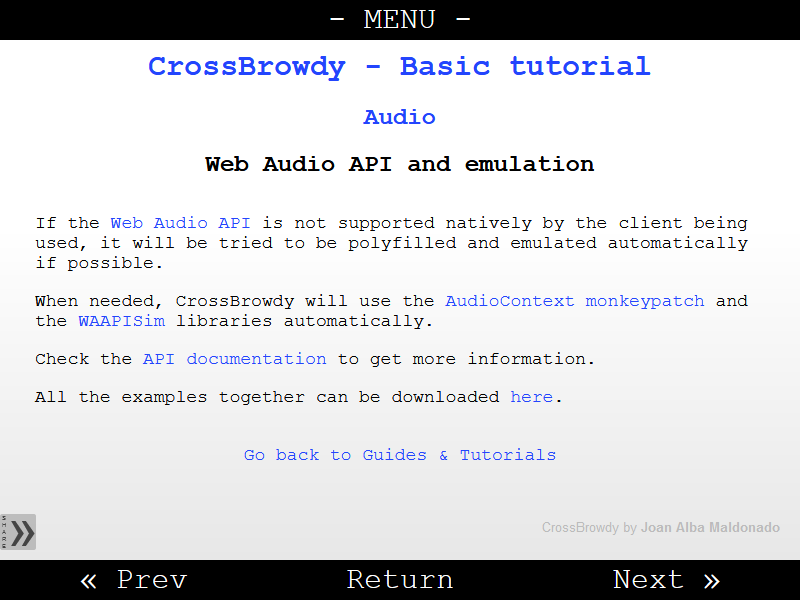 - MENU -
CrossBrowdy - Basic tutorial
Audio
Web Audio API and emulation
If the Web Audio API is not supported natively by the client being
used, it will be tried to be polyfilled and emulated automatically
if possible.
When needed, CrossBrowdy will use the AudioContext monkeypatch and
the WAAPISim libraries automatically.
Check the API documentation to get more information.
All the examples together can be downloaded here.
Go back to Guides & Tutorials
SHARE »
CrossBrowdy by Joan Alba Maldonado
« Prev Return Next »